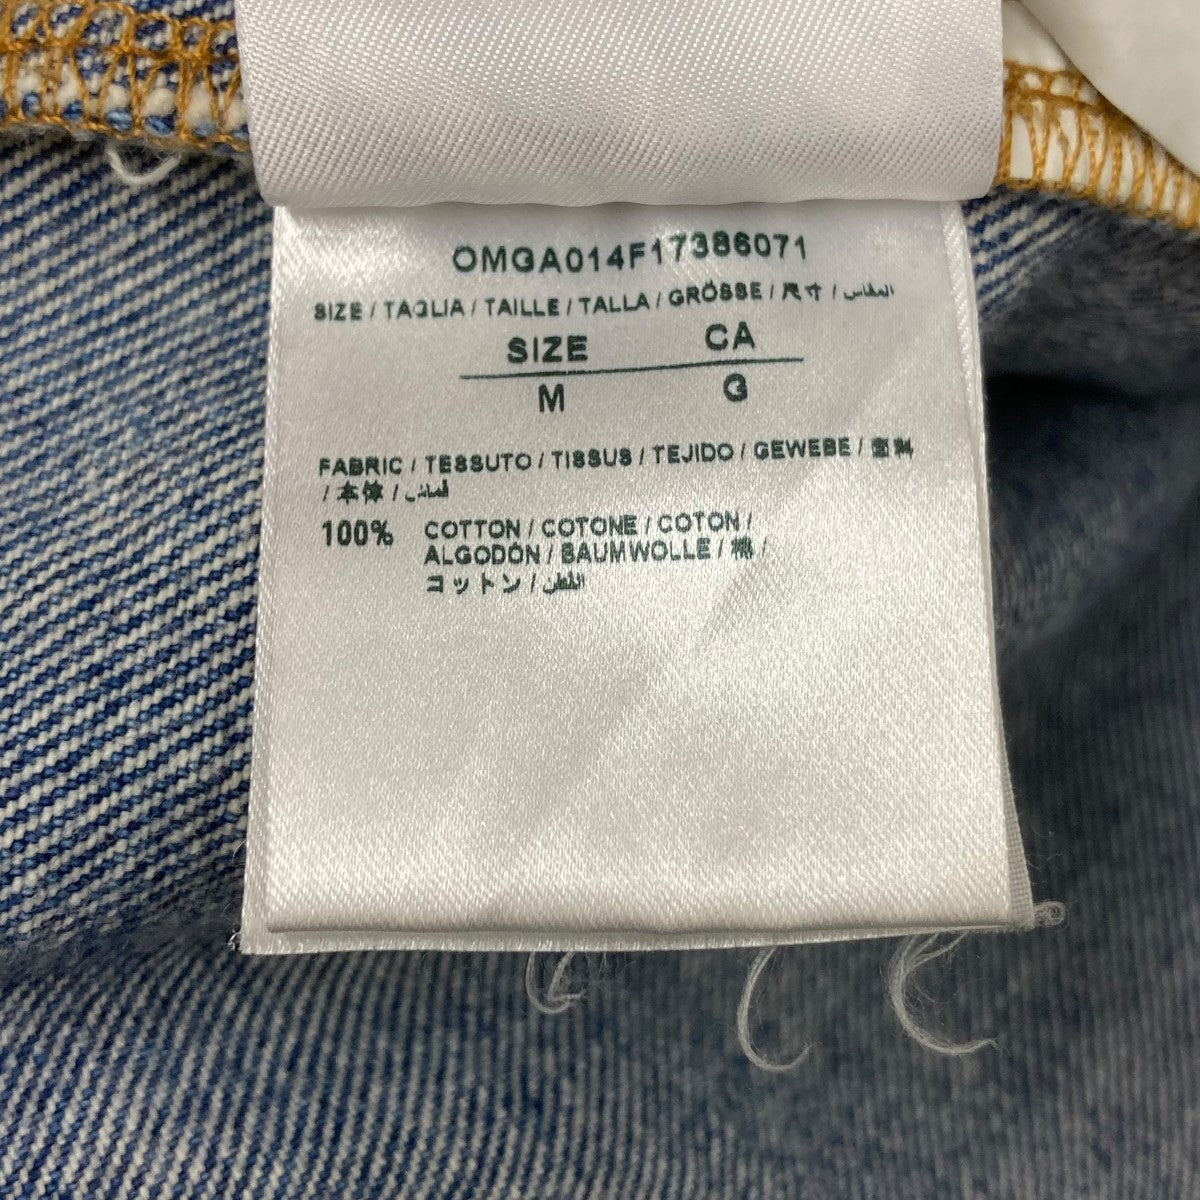 OMGA014F17386071
SIZE / TAGLIA / TAILLE / TALLA / GRÖSSE / 尺寸 / المقاس
SIZE CA
M G
FABRIC / TESSUTO / TISSUS / TEJIDO / GEWEBE / 面料
/ 本体 / قماش
100% COTTON / COTONE / COTON /
ALGODÓN / BAUMWOLLE / 棉 /
コットン / القطن